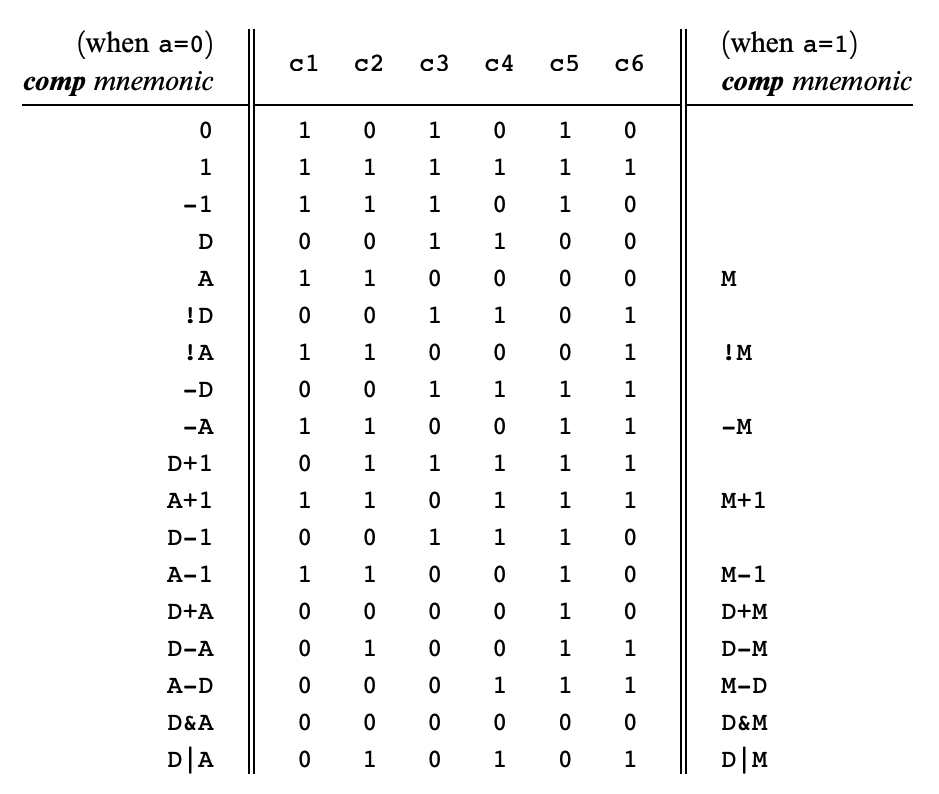 (when a=0) c1 c2 c3 c4 c5 c6 (when a=1)
comp mnemonic comp mnemonic
0 1 0 1 0 1 0
1 1 1 1 1 1 1
-1 1 1 1 0 1 0
D 0 0 1 1 0 0
A 1 1 0 0 0 0 M
!D 0 0 1 1 0 1
!A 1 1 0 0 0 1 !M
-D 0 0 1 1 1 1
-A 1 1 0 0 1 1 -M
D+1 0 1 1 1 1 1
A+1 1 1 0 1 1 1 M+1
D-1 0 0 1 1 1 0
A-1 1 1 0 0 1 0 M-1
D+A 0 0 0 0 1 0 D+M
D-A 0 1 0 0 1 1 D-M
A-D 0 0 0 1 1 1 M-D
D&A 0 0 0 0 0 0 D&M
D|A 0 1 0 1 0 1 D|M